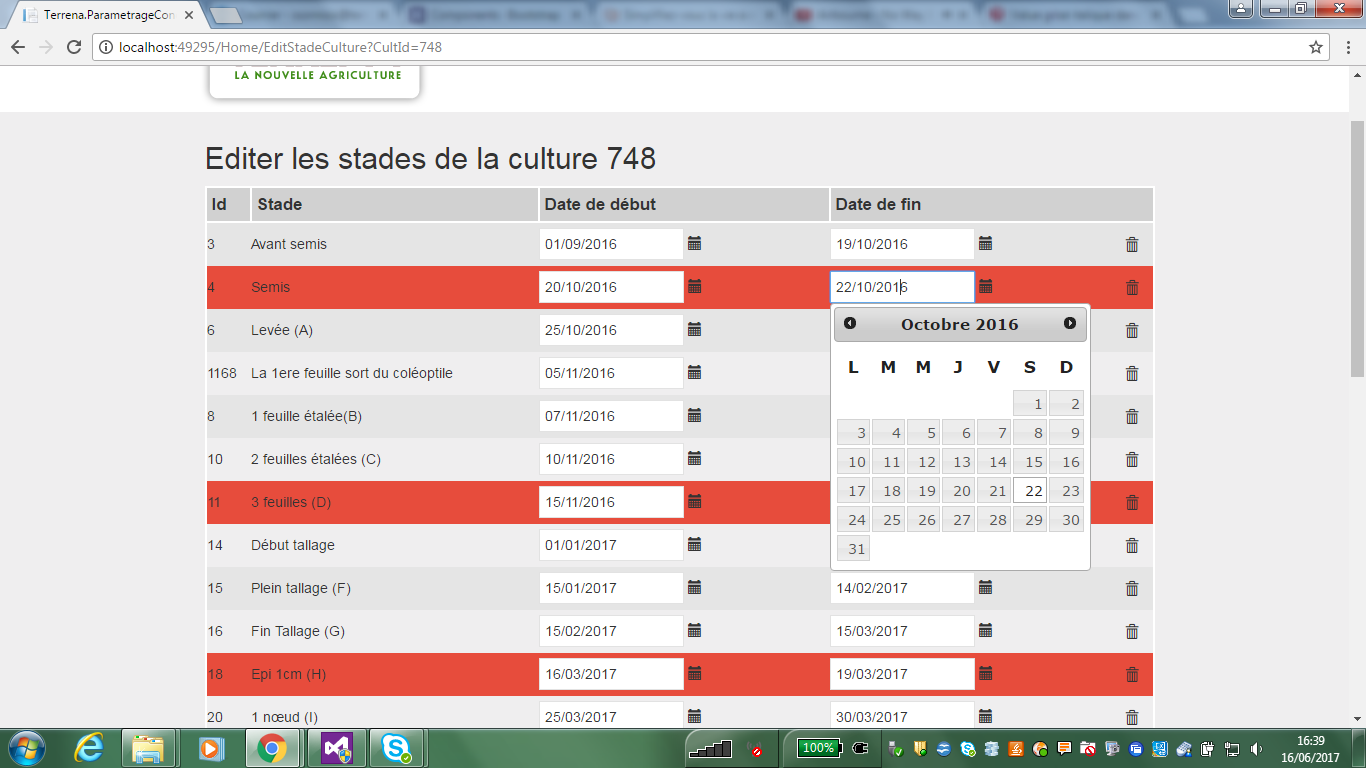 Terrena.ParametrageCon
localhost:49295/Home/EditStadeCulture?CultId=748
LA NOUVELLE AGRICULTURE
Editer les stades de la culture 748
Id Stade Date de début Date de fin
3 Avant semis 01/09/2016 19/10/2016
4 Semis 20/10/2016 22/10/2016
6 Levée (A) 25/10/2016
1168 La 1ere feuille sort du coléoptile 05/11/2016
8 1 feuille étalée(B) 07/11/2016
10 2 feuilles étalées (C) 10/11/2016
11 3 feuilles (D) 15/11/2016
14 Début tallage 01/01/2017
Octobre 2016
L M M J V S D
1 2
3 4 5 6 7 8 9
10 11 12 13 14 15 16
17 18 19 20 21 22 23
24 25 26 27 28 29 30
31
15 Plein tallage (F) 15/01/2017 14/02/2017
16 Fin Tallage (G) 15/02/2017 15/03/2017
18 Epi 1cm (H) 16/03/2017 19/03/2017
20 1 nœud (I) 25/03/2017 30/03/2017
100%
16:39
16/06/2017